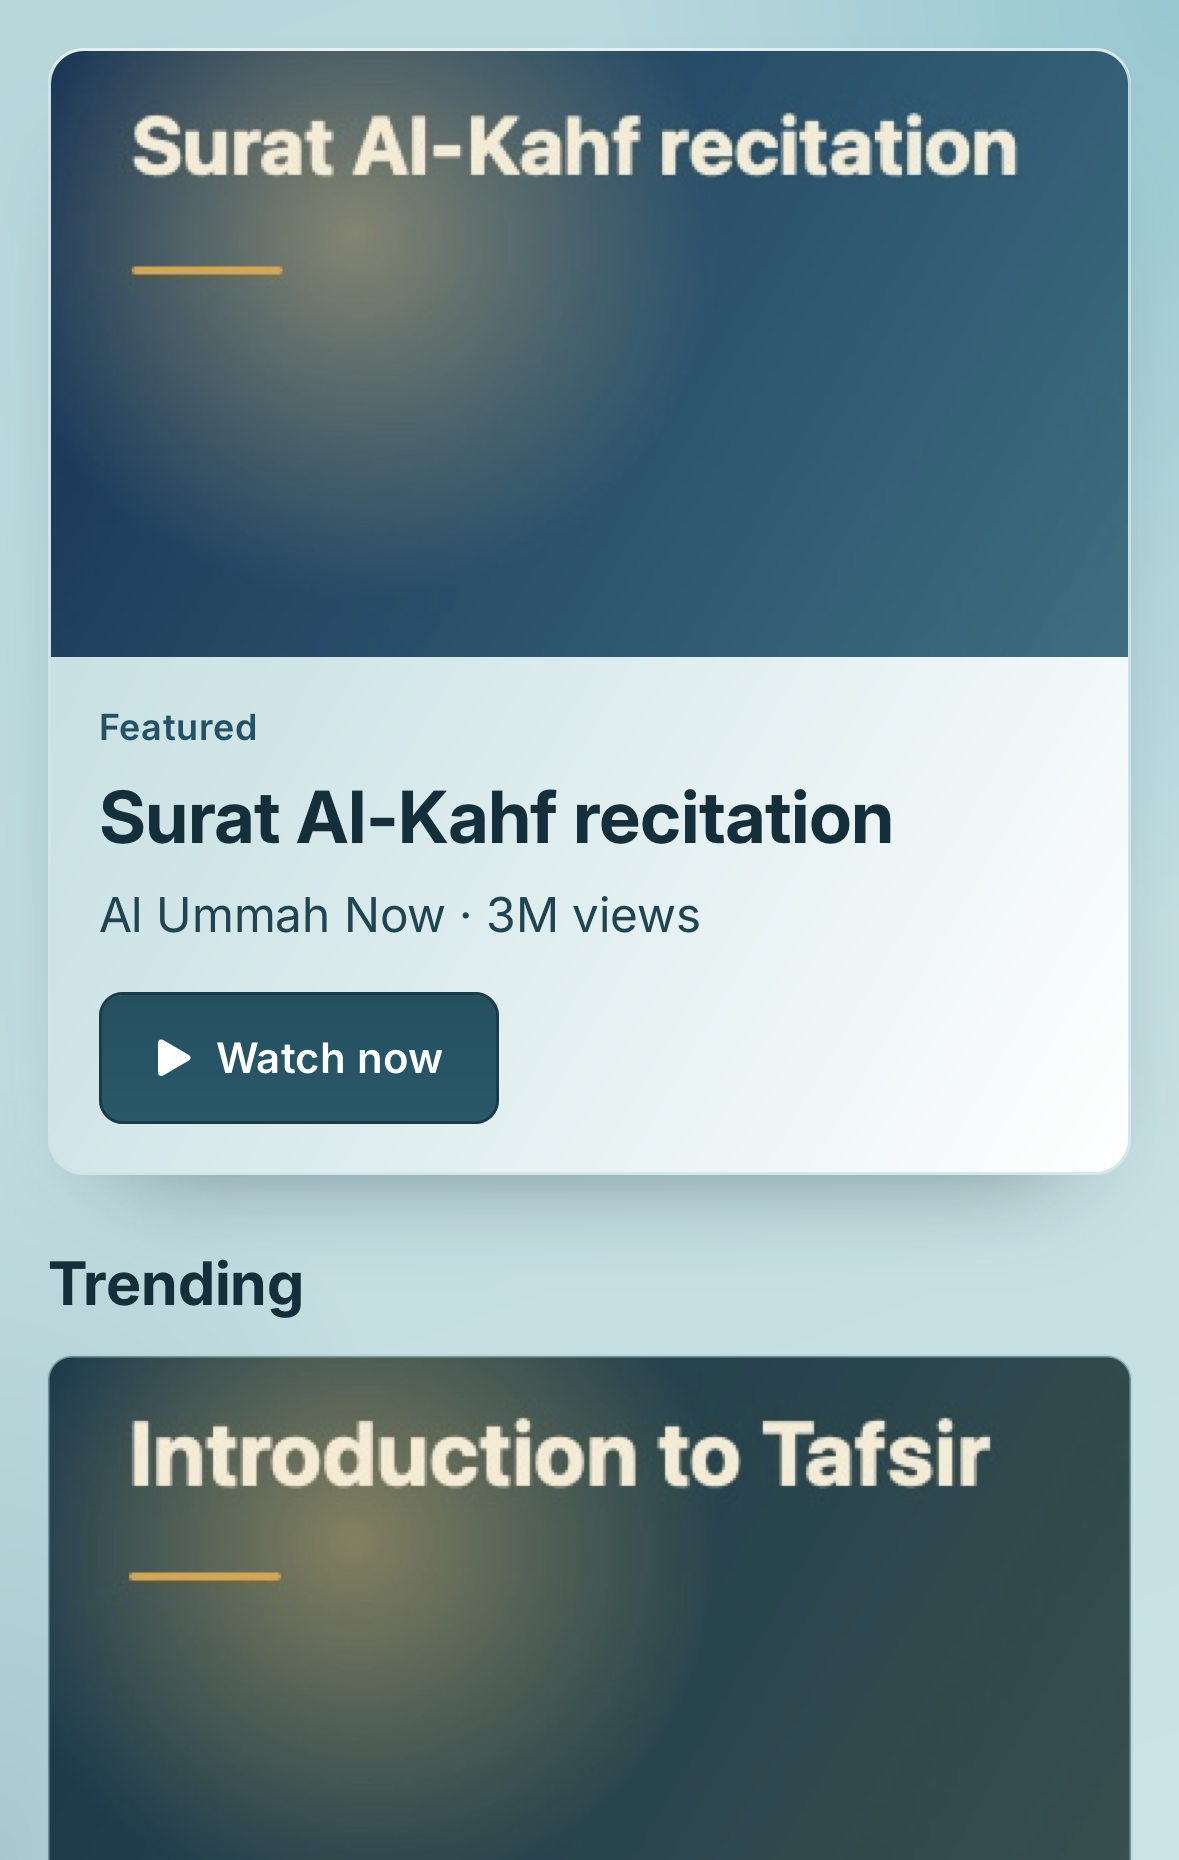 Surat Al-Kahf recitation
Featured
Surat Al-Kahf recitation
Al Ummah Now · 3M views
Watch now
Trending
Introduction to Tafsir